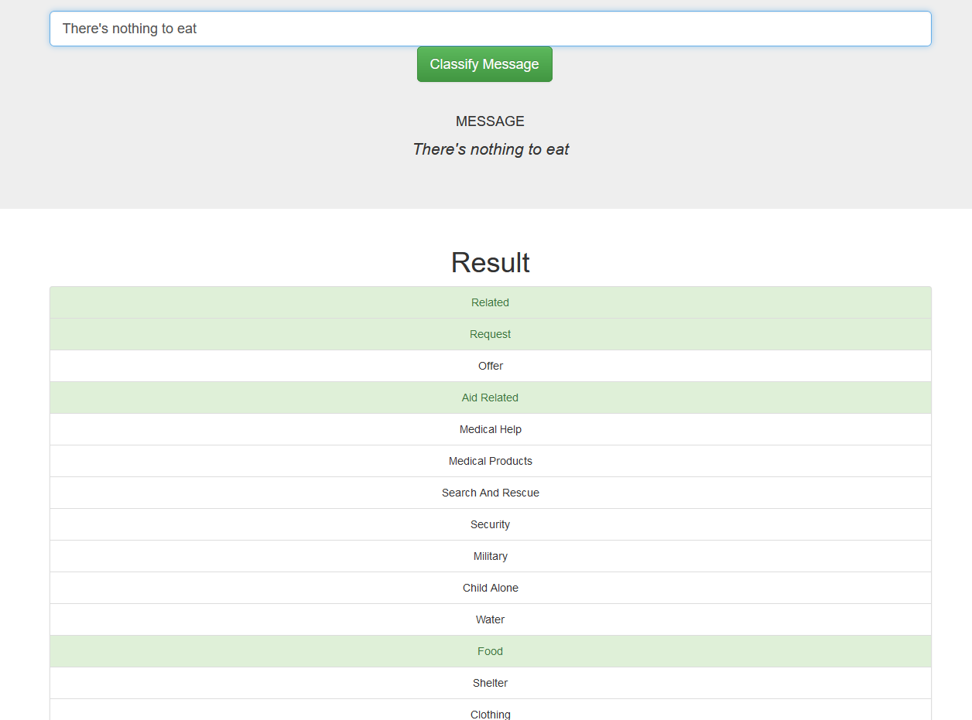 There's nothing to eat
Classify Message
MESSAGE
There's nothing to eat
Result
Related
Request
Offer
Aid Related
Medical Help
Medical Products
Search And Rescue
Security
Military
Child Alone
Water
Food
Shelter
Clothing